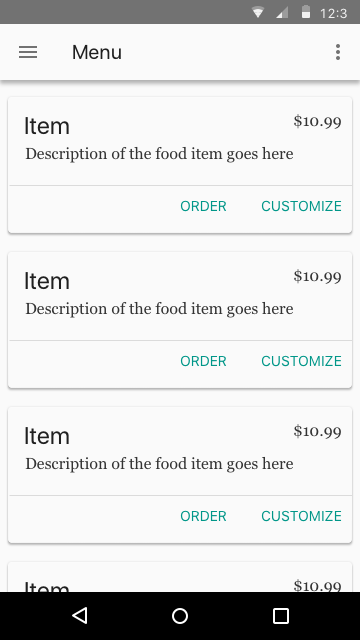 12:3
Menu
Item $10.99
Description of the food item goes here
ORDER CUSTOMIZE
Item $10.99
Description of the food item goes here
ORDER CUSTOMIZE
Item $10.99
Description of the food item goes here
ORDER CUSTOMIZE
Item $10.99